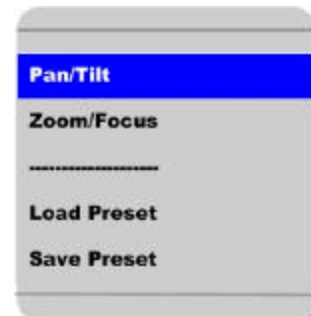 Pan/Tilt
Zoom/Focus
--------------------
Load Preset
Save Preset